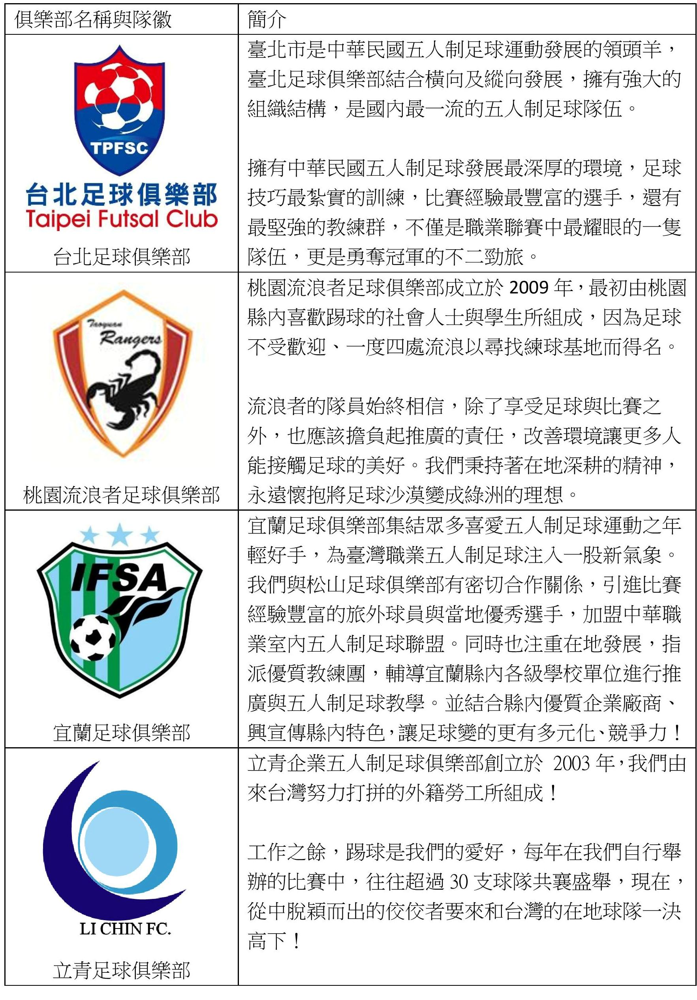 俱樂部名稱與隊徽
簡介
TPFSC
台北足球俱樂部
Taipei Futsal Club
台北足球俱樂部
臺北市是中華民國五人制足球運動發展的領頭羊，
臺北足球俱樂部結合橫向及縱向發展，擁有強大的
組織結構，是國內最一流的五人制足球隊伍。
擁有中華民國五人制足球發展最深厚的環境，足球
技巧最紮實的訓練，比賽經驗最豐富的選手，還有
最堅強的教練群，不僅是職業聯賽中最耀眼的一隻
隊伍，更是勇奪冠軍的不二勁旅。
Taoyuan
Rangers
桃園流浪者足球俱樂部
桃園流浪者足球俱樂部成立於 2009 年，最初由桃園
縣內喜歡踢球的社會人士與學生所組成，因為足球
不受歡迎、一度四處流浪以尋找練球基地而得名。
流浪者的隊員始終相信，除了享受足球與比賽之
外，也應該擔負起推廣的責任，改善環境讓更多人
能接觸足球的美好。我們秉持著在地深耕的精神，
永遠懷抱將足球沙漠變成綠洲的理想。
IFSA
宜蘭足球俱樂部
宜蘭足球俱樂部集結眾多喜愛五人制足球運動之年
輕好手，為臺灣職業五人制足球注入一股新氣象。
我們與松山足球俱樂部有密切合作關係，引進比賽
經驗豐富的旅外球員與當地優秀選手，加盟中華職
業室內五人制足球聯盟。同時也注重在地發展，指
派優質教練團，輔導宜蘭縣內各級學校單位進行推
廣與五人制足球教學。並結合縣內優質企業廠商、
興宣傳縣內特色，讓足球變的更有多元化、競爭力！
LI CHIN FC.
立青足球俱樂部
立青企業五人制足球俱樂部創立於 2003 年，我們由
來台灣努力打拼的外籍勞工所組成！
工作之餘，踢球是我們的愛好，每年在我們自行舉
辦的比賽中，往往超過 30 支球隊共襄盛舉，現在，
從中脫穎而出的佼佼者要來和台灣的在地球隊一決
高下！